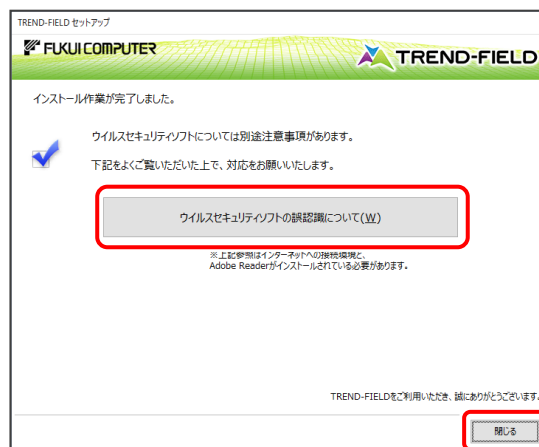 TREND-FIELD セットアップ
FUKUI COMPUTER
TREND-FIELD
インストール作業が完了しました。
ウイルスセキュリティソフトについては別途注意事項があります。
下記をよくご覧いただいた上で、対応をお願いいたします。
ウイルスセキュリティソフトの誤認識について(W)
※上記参照はインターネットへの接続環境と、
Adobe Readerがインストールされている必要があります。
TREND-FIELDをご利用いただき、誠にありがとうございます。
閉じる